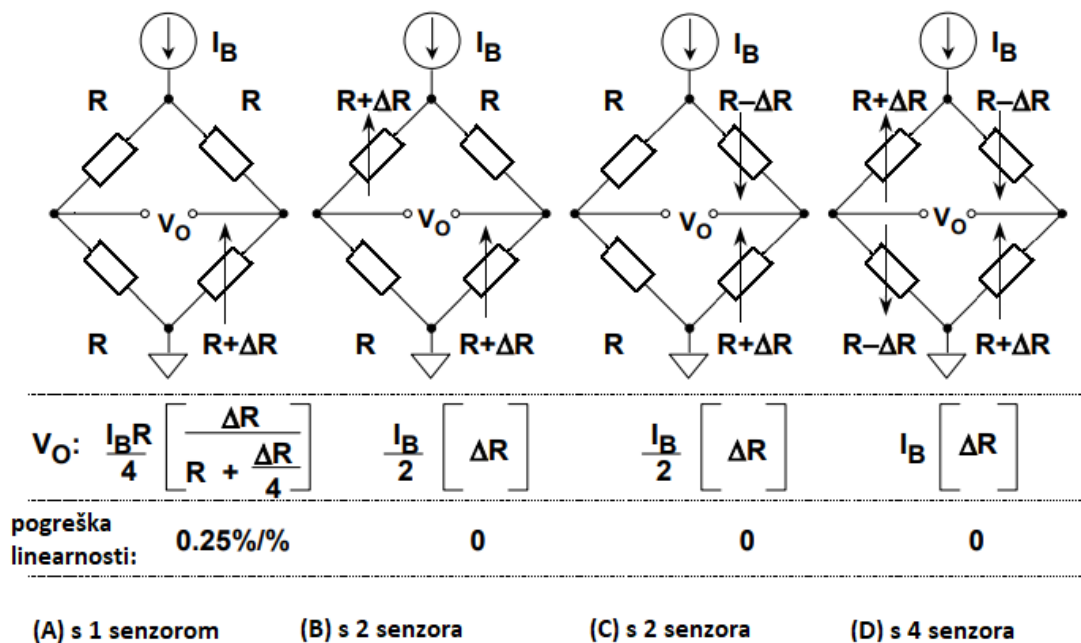 I_B I_B I_B I_B
R R R+ΔR R R R–ΔR R+ΔR R–ΔR
V_O V_O V_O V_O
R R+ΔR R R+ΔR R R+ΔR R–ΔR R+ΔR
V_O: I_B R / 4 [ ΔR / (R + ΔR / 4) ] I_B / 2 [ ΔR ] I_B / 2 [ ΔR ] I_B [ ΔR ]
pogreška
linearnosti: 0.25%/% 0 0 0
(A) s 1 senzorom (B) s 2 senzora (C) s 2 senzora (D) s 4 senzora